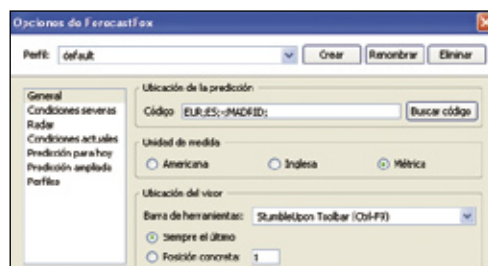 Opciones de ForecastFox
Perfil: default Crear Renombrar Eliminar
General
Condiciones severas
Radar
Condiciones actuales
Predicción para hoy
Predicción ampliada
Perfiles
Ubicación de la predicción
Código EUR;ES;-;MADRID; Buscar código
Unidad de medida
Americana Inglesa Métrica
Ubicación del visor
Barra de herramientas: StumbleUpon Toolbar (Ctrl-F9)
Siempre el último
Posición concreta: 1